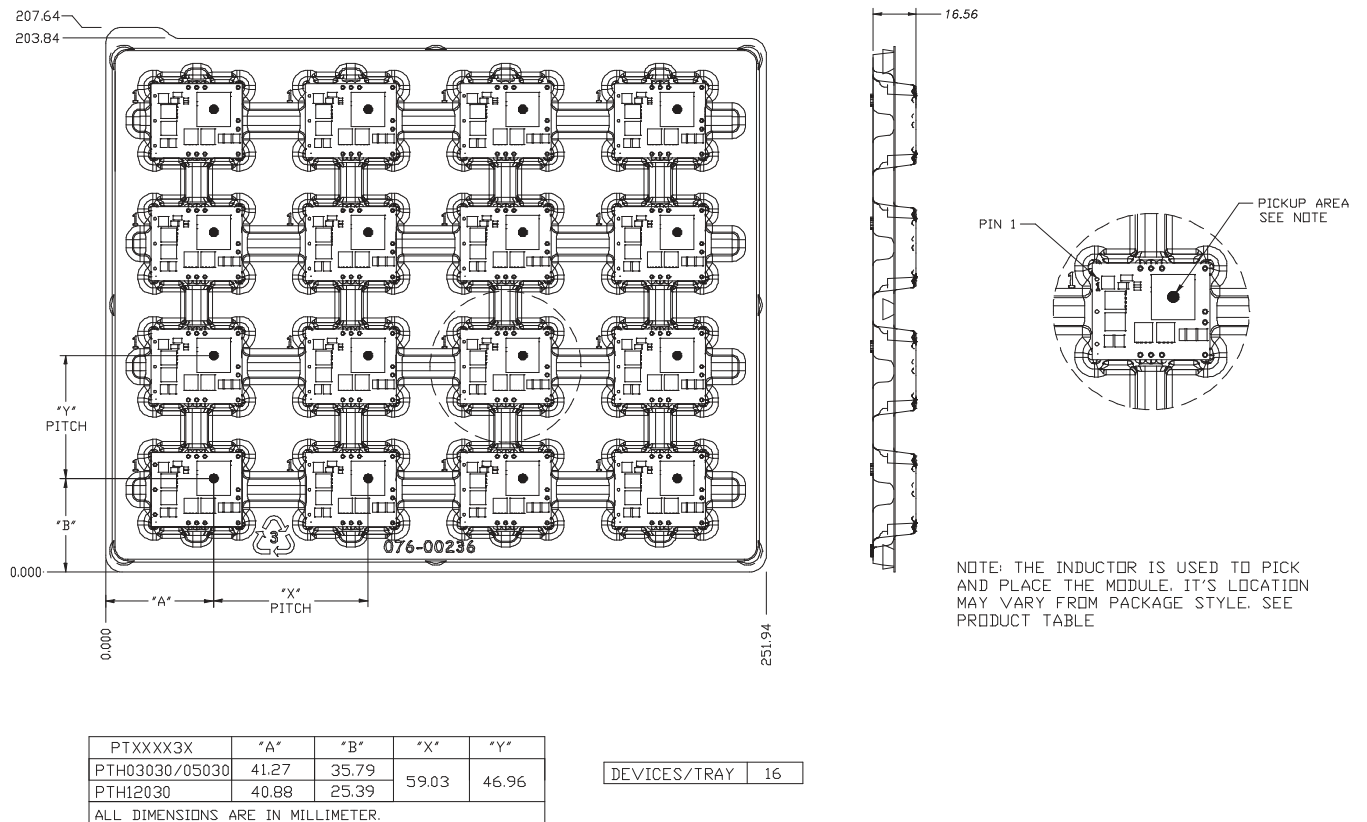 207.64
203.84
16.56
PIN 1
PICKUP AREA
SEE NOTE
"Y"
PITCH
"B"
3
076-00236
0.000
"A"
"X"
PITCH
0.000
251.94
NOTE: THE INDUCTOR IS USED TO PICK
AND PLACE THE MODULE. IT'S LOCATION
MAY VARY FROM PACKAGE STYLE. SEE
PRODUCT TABLE
PTXXXX3X "A" "B" "X" "Y"
PTH03030/05030 41.27 35.79 59.03 46.96
PTH12030 40.88 25.39
ALL DIMENSIONS ARE IN MILLIMETER.
DEVICES/TRAY 16